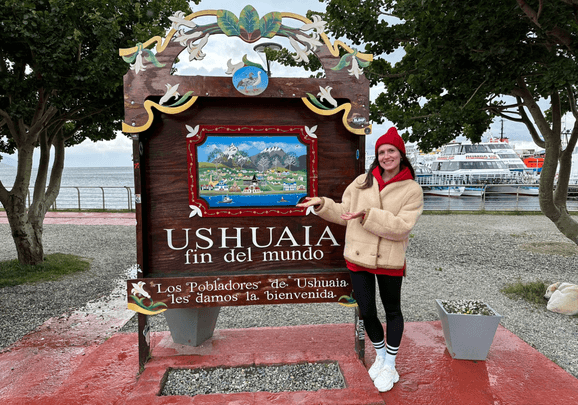 USHUAIA
fin del mundo
"Los Pobladores" de Ushuaia
les damos la bienvenida.